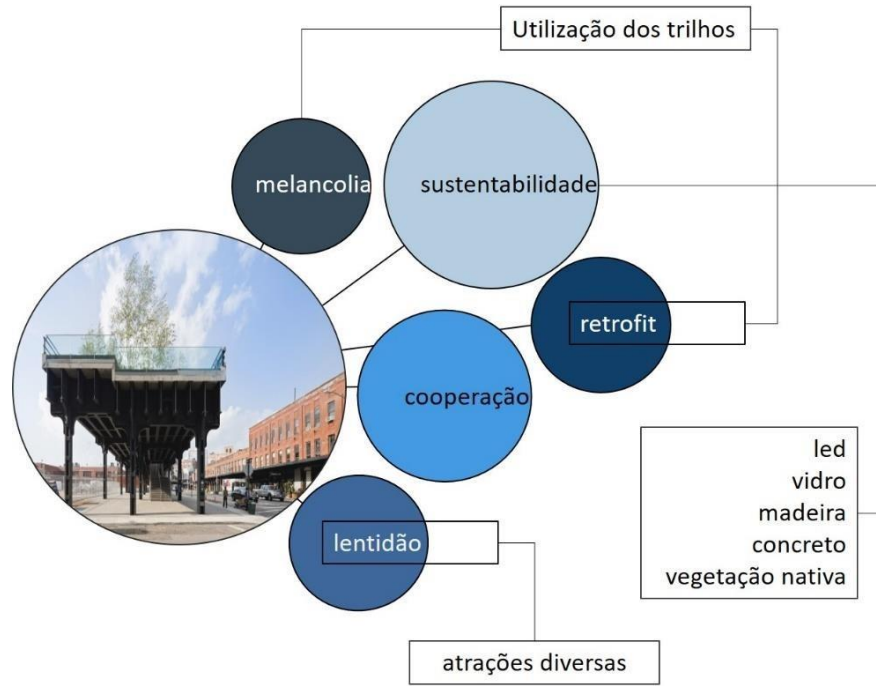 Utilização dos trilhos
melancolia
sustentabilidade
retrofit
cooperação
led
vidro
madeira
concreto
vegetação nativa
lentidão
atrações diversas